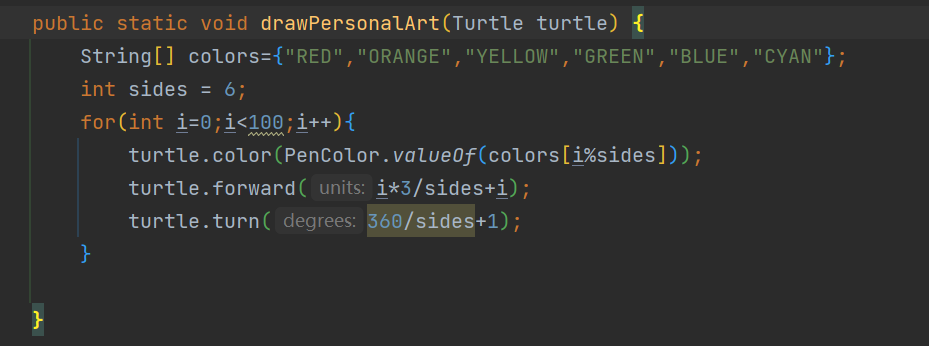 public static void drawPersonalArt(Turtle turtle) {
    String[] colors={"RED","ORANGE","YELLOW","GREEN","BLUE","CYAN"};
    int sides = 6;
    for(int i=0;i<100;i++){
        turtle.color(PenColor.valueOf(colors[i%sides]));
        turtle.forward( units: i*3/sides+i);
        turtle.turn( degrees: 360/sides+1);
    }
}